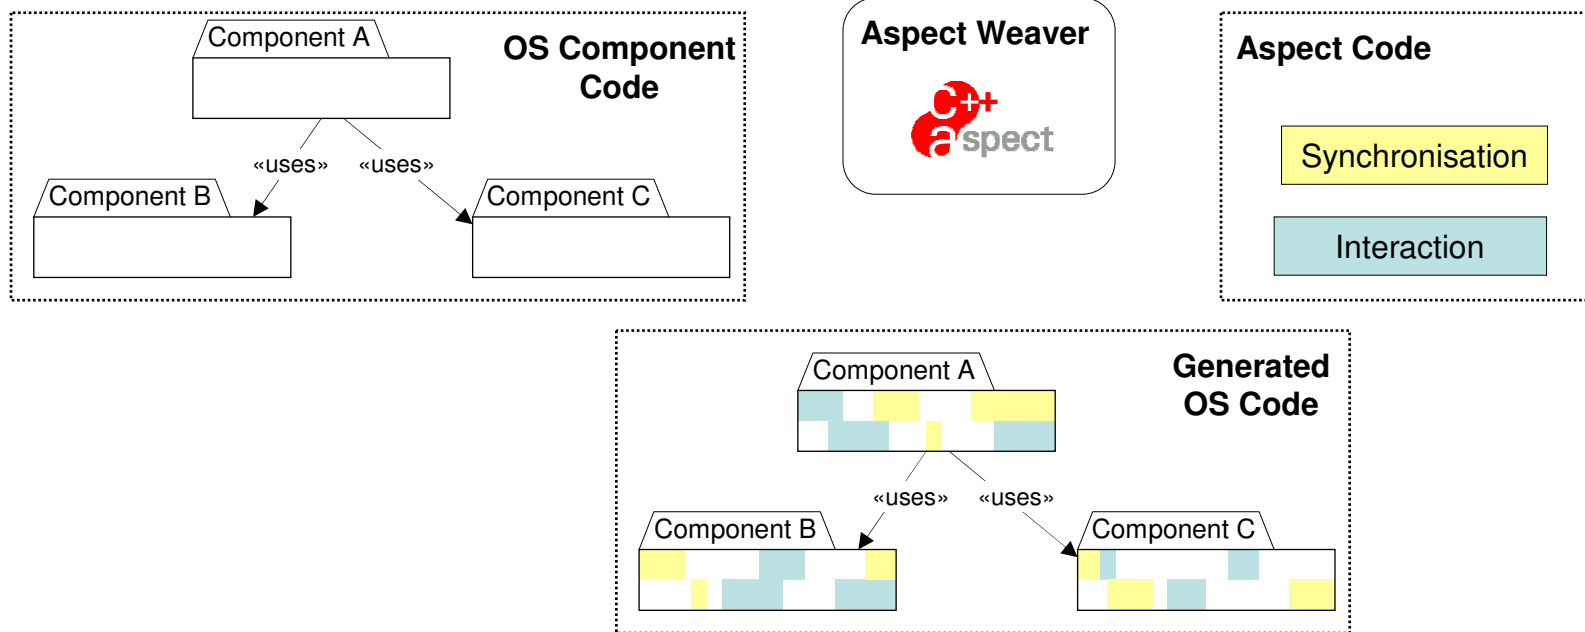 Component A
OS Component
Code
«uses» «uses»
Component B
Component C
Aspect Weaver
C++
aspect
Aspect Code
Synchronisation
Interaction
Generated
OS Code
Component A
«uses» «uses»
Component B
Component C